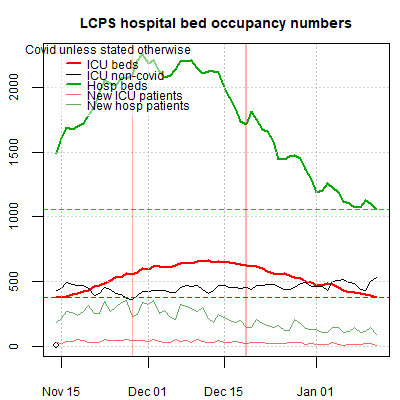 LCPS hospital bed occupancy numbers
Covid unless stated otherwise
ICU beds
ICU non-covid
Hosp beds
New ICU patients
New hosp patients
2000
1500
1000
500
0
Nov 15 Dec 01 Dec 15 Jan 01